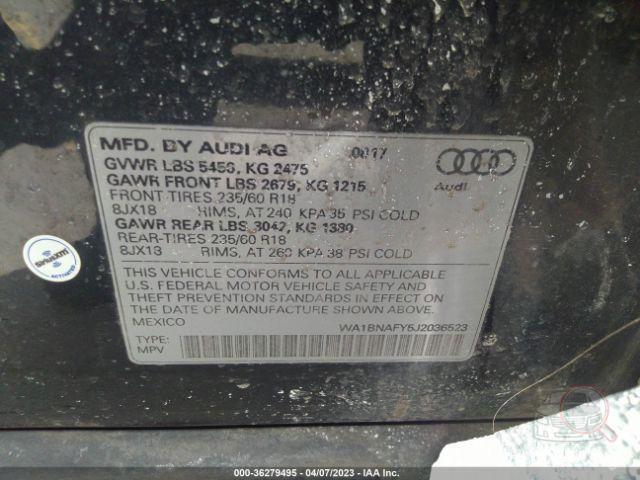 MFD. BY AUDI AG
GVWR LBS 5456, KG 2475
GAWR FRONT LBS 2679, KG 1215
FRONT TIRES 235/60 R18
8JX18 RIMS, AT 240 KPA 35 PSI COLD
GAWR REAR LBS 3042, KG 1380
REAR-TIRES 235/60 R18
8JX18 RIMS, AT 260 KPA 38 PSI COLD
Audi
THIS VEHICLE CONFORMS TO ALL APPLICABLE
U.S. FEDERAL MOTOR VEHICLE SAFETY AND
THEFT PREVENTION STANDARDS IN EFFECT ON
THE DATE OF MANUFACTURE SHOWN ABOVE.
MEXICO WA1BNAFY5J2036523
TYPE:
MPV
siriusxm
ACTIVATED
000-36279495 - 04/07/2023 - IAA Inc.